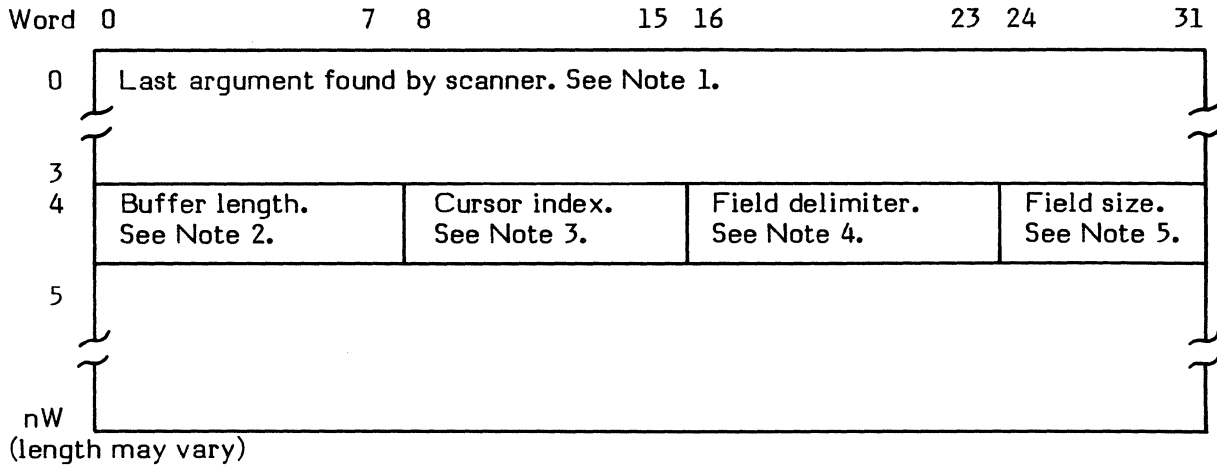 Word 0 7 8 15 16 23 24 31
0 Last argument found by scanner. See Note 1.
3
4 Buffer length. Cursor index. Field delimiter. Field size.
See Note 2. See Note 3. See Note 4. See Note 5.
5
nW
(length may vary)